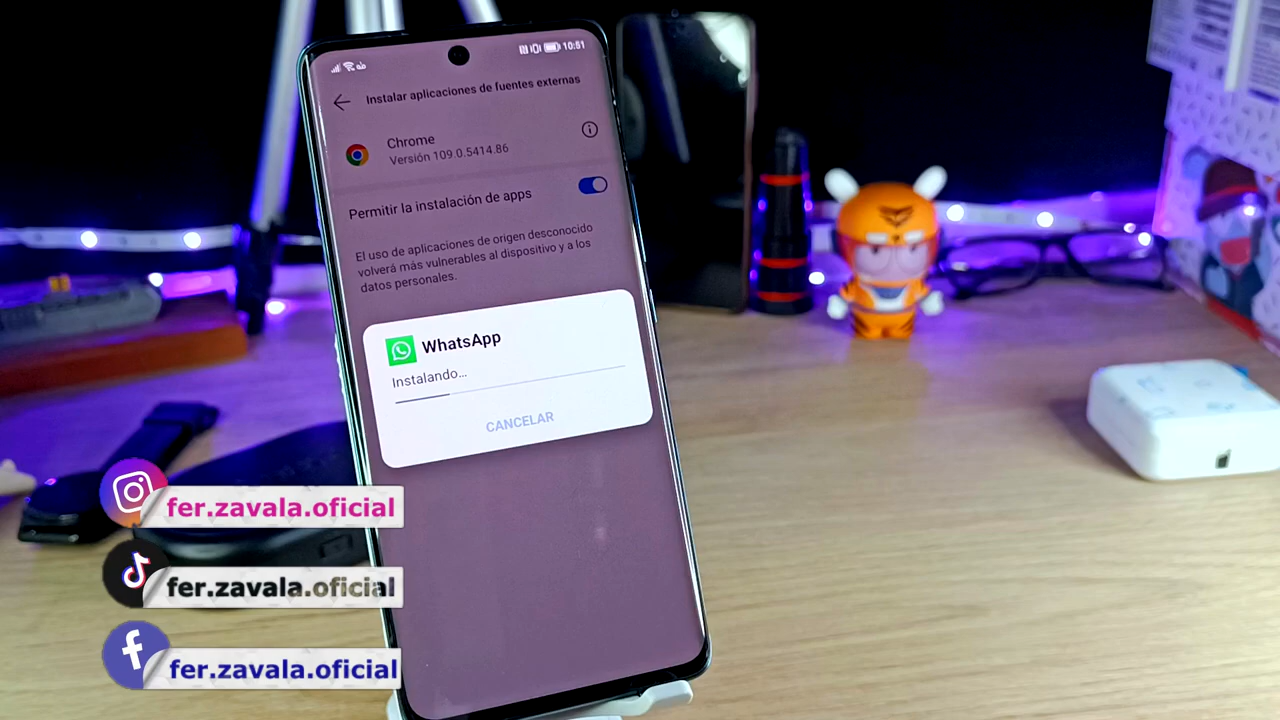 10:51
Instalar aplicaciones de fuentes externas
Chrome
Versión 109.0.5414.86
Permitir la instalación de apps
El uso de aplicaciones de origen desconocido
volverá más vulnerables al dispositivo y a los
datos personales.
WhatsApp
Instalando...
CANCELAR
fer.zavala.oficial
fer.zavala.oficial
fer.zavala.oficial